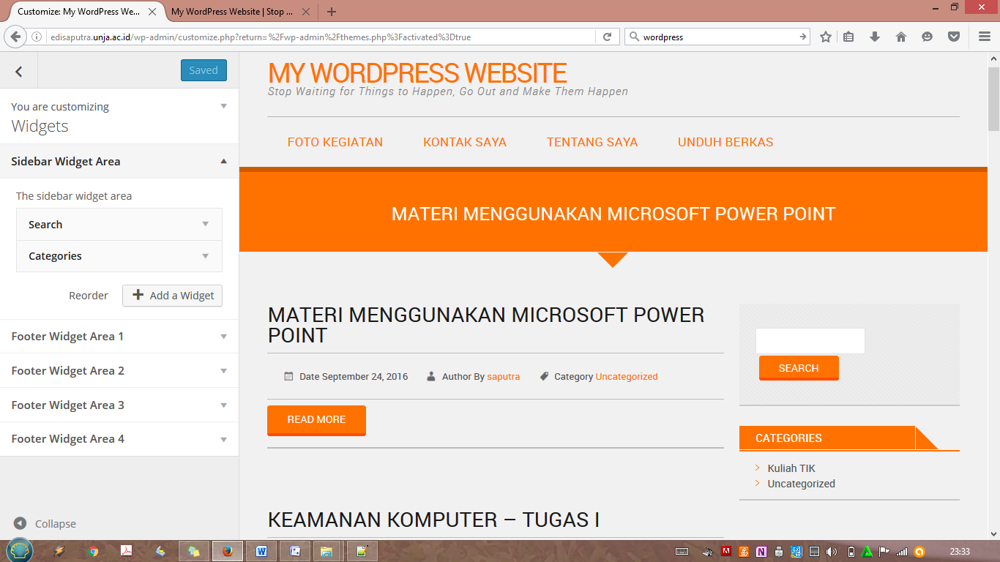 Customize: My WordPress We...
My WordPress Website | Stop ...
edisaputra.unja.ac.id/wp-admin/customize.php?return=%2Fwp-admin%2Fthemes.php%3Factivated%3Dtrue
wordpress
Saved
You are customizing
Widgets
Sidebar Widget Area
The sidebar widget area
Search
Categories
Reorder
Add a Widget
Footer Widget Area 1
Footer Widget Area 2
Footer Widget Area 3
Footer Widget Area 4
Collapse
MY WORDPRESS WEBSITE
Stop Waiting for Things to Happen, Go Out and Make Them Happen
FOTO KEGIATAN KONTAK SAYA TENTANG SAYA UNDUH BERKAS
MATERI MENGGUNAKAN MICROSOFT POWER POINT
MATERI MENGGUNAKAN MICROSOFT POWER
POINT
Date September 24, 2016 Author By saputra Category Uncategorized
READ MORE
KEAMANAN KOMPUTER – TUGAS I
SEARCH
CATEGORIES
Kuliah TIK
Uncategorized
23:33